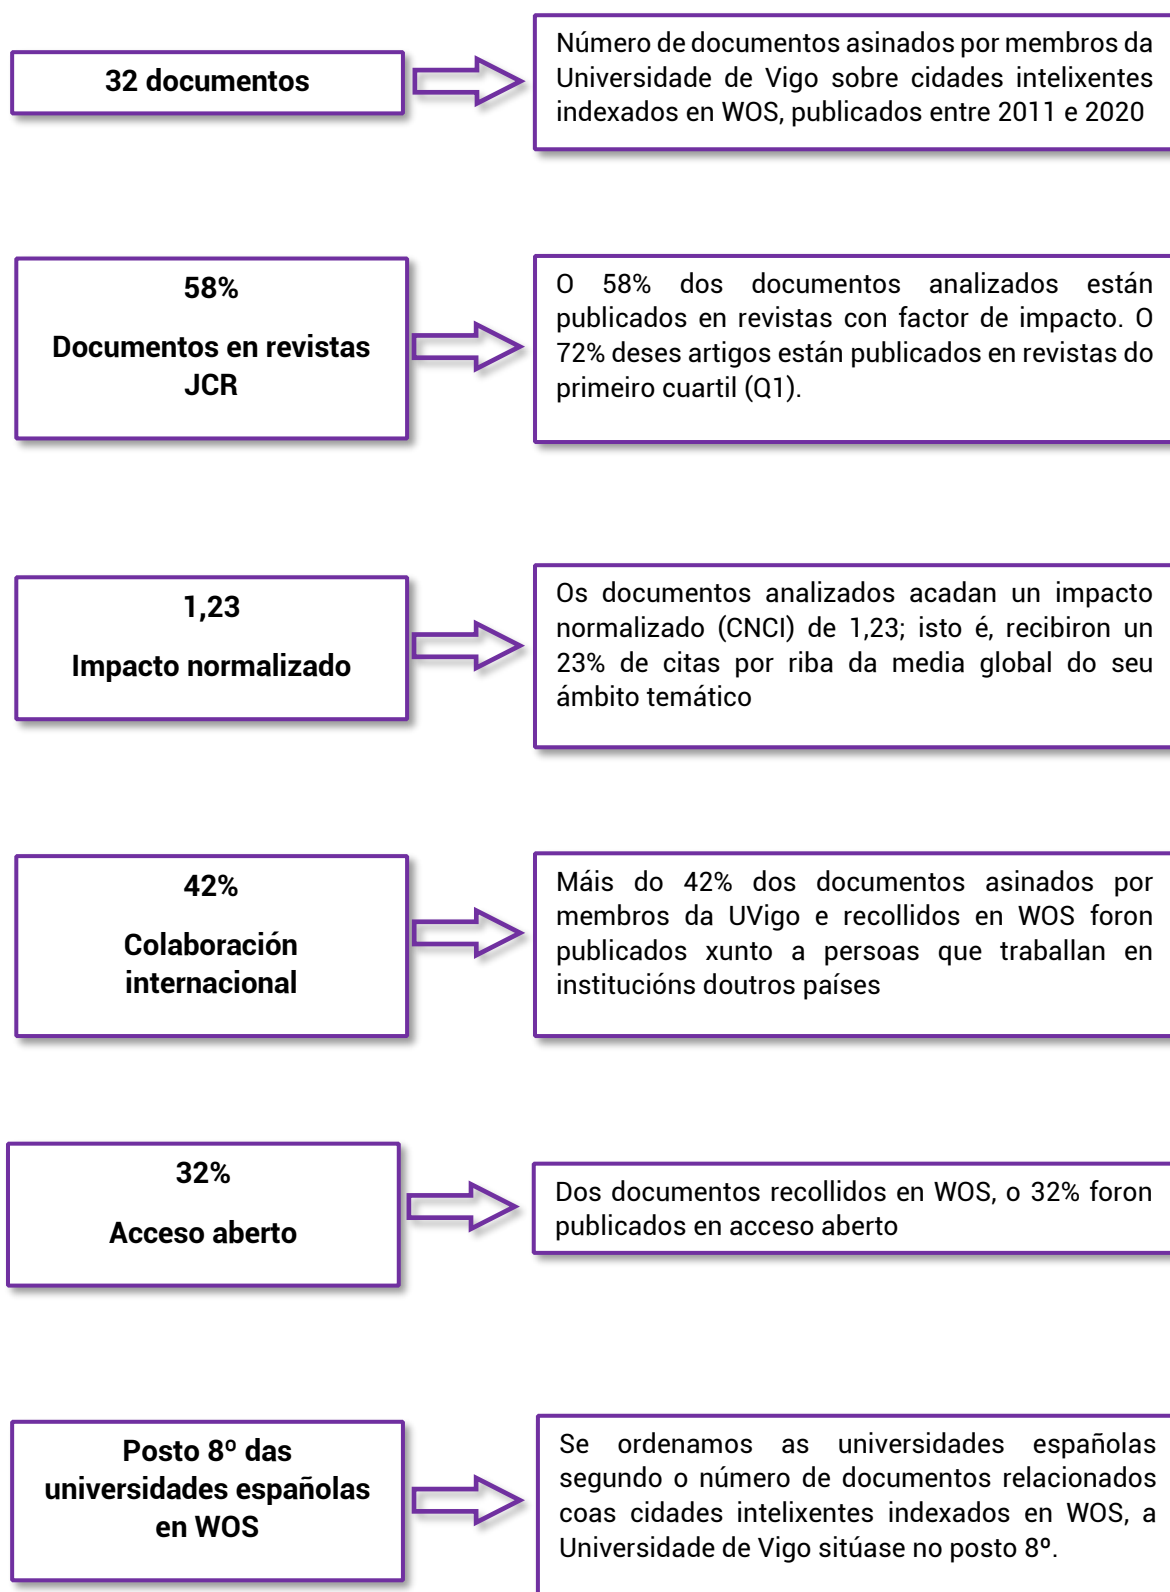 32 documentos
Número de documentos asinados por membros da
Universidade de Vigo sobre cidades intelixentes
indexados en WOS, publicados entre 2011 e 2020
58%
Documentos en revistas
JCR
O 58% dos documentos analizados están
publicados en revistas con factor de impacto. O
72% deses artigos están publicados en revistas do
primeiro cuartil (Q1).
1,23
Impacto normalizado
Os documentos analizados acadan un impacto
normalizado (CNCI) de 1,23; isto é, recibiron un
23% de citas por riba da media global do seu
ámbito temático
42%
Colaboración
internacional
Máis do 42% dos documentos asinados por
membros da UVigo e recollidos en WOS foron
publicados xunto a persoas que traballan en
institucións doutros países
32%
Acceso aberto
Dos documentos recollidos en WOS, o 32% foron
publicados en acceso aberto
Posto 8º das
universidades españolas
en WOS
Se ordenamos as universidades españolas
segundo o número de documentos relacionados
coas cidades intelixentes indexados en WOS, a
Universidade de Vigo sitúase no posto 8º.